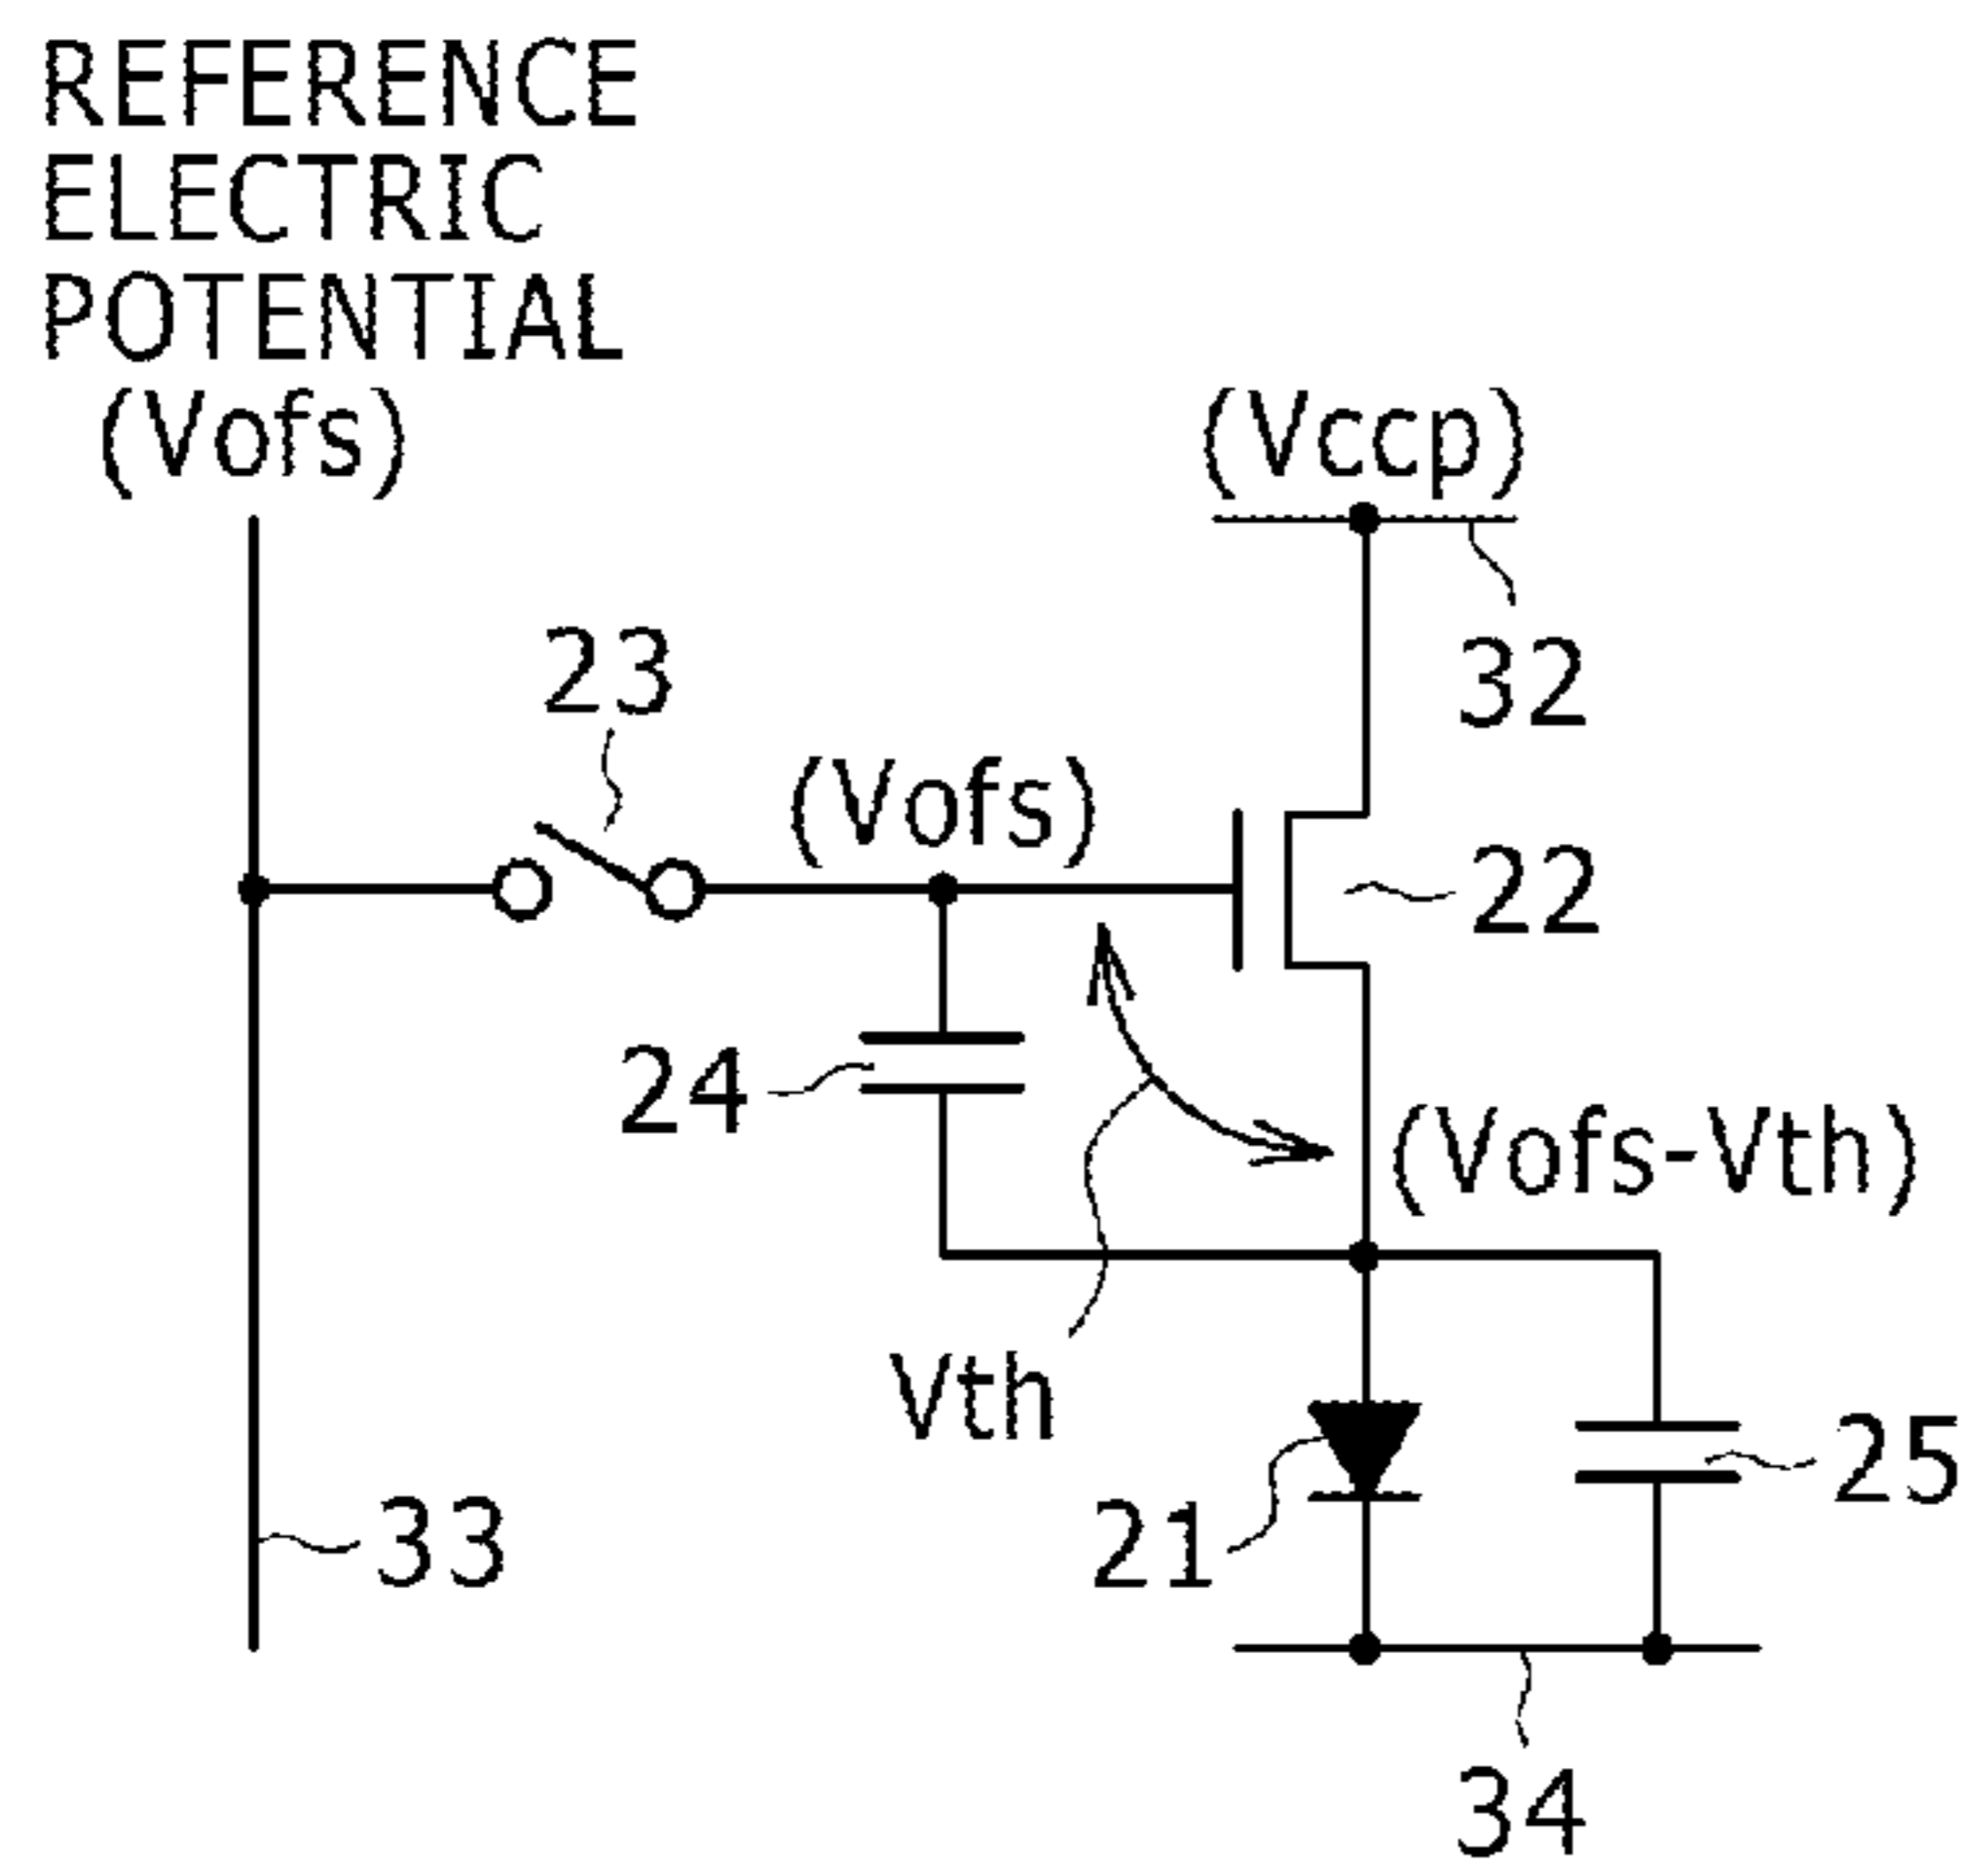 REFERENCE
ELECTRIC
POTENTIAL
(Vofs)
(Vccp)
32
23
(Vofs)
22
24
(Vofs-Vth)
Vth
25
21
33
34